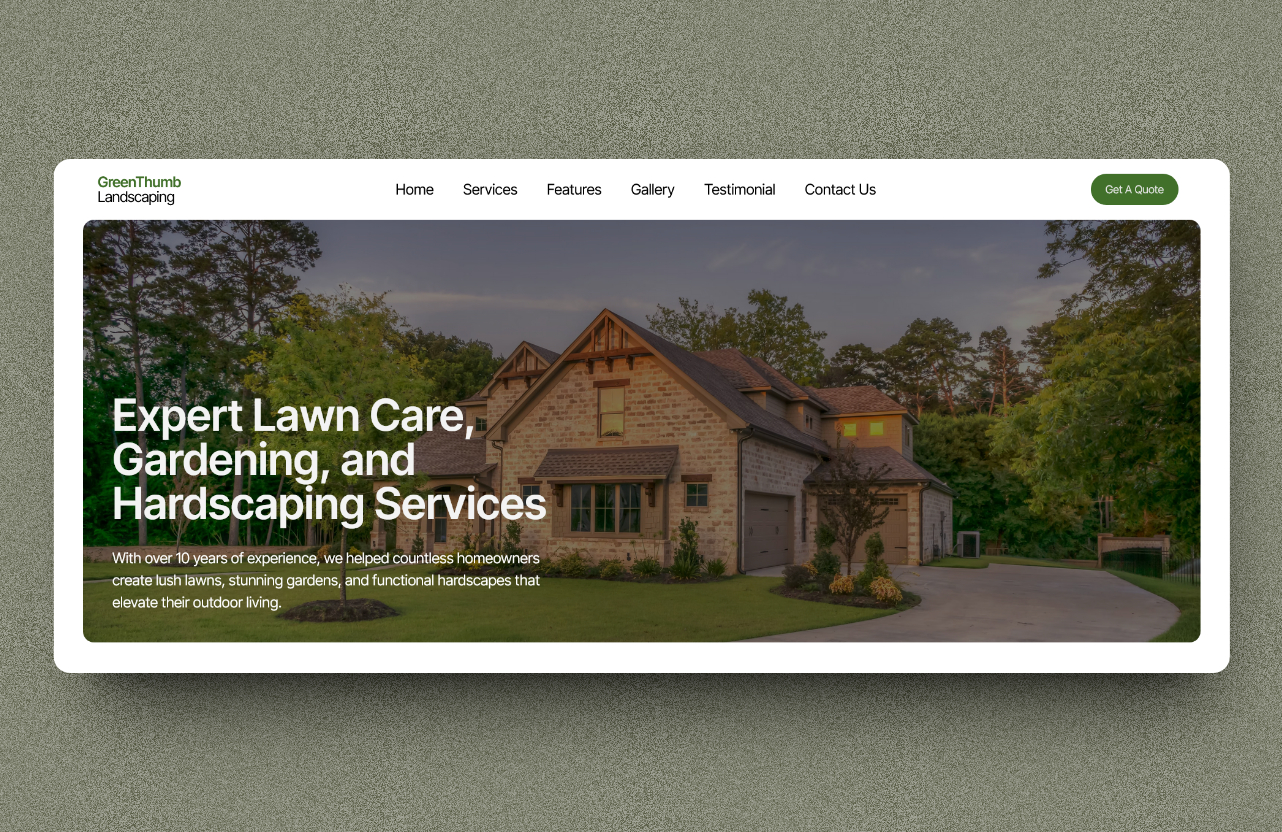 GreenThumb
Landscaping
Home Services Features Gallery Testimonial Contact Us
Get A Quote
Expert Lawn Care,
Gardening, and
Hardscaping Services
With over 10 years of experience, we helped countless homeowners
create lush lawns, stunning gardens, and functional hardscapes that
elevate their outdoor living.